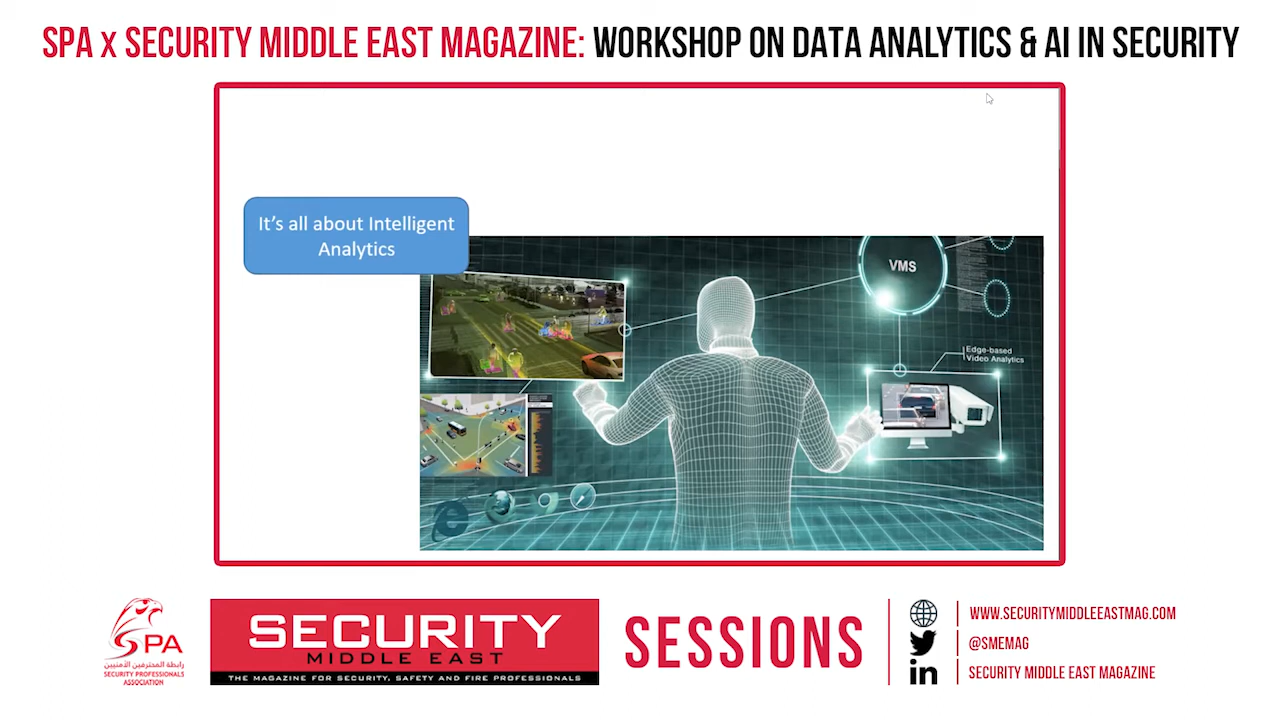 SPA x SECURITY MIDDLE EAST MAGAZINE: WORKSHOP ON DATA ANALYTICS & AI IN SECURITY
It's all about Intelligent
Analytics
VMS
Edge-based
Video Analytics
SPA
رابطة المحترفين الأمنيين
SECURITY PROFESSIONALS
ASSOCIATION
SECURITY
MIDDLE EAST
THE MAGAZINE FOR SECURITY, SAFETY AND FIRE PROFESSIONALS
SESSIONS
WWW.SECURITYMIDDLEEASTMAG.COM
@SMEMAG
SECURITY MIDDLE EAST MAGAZINE